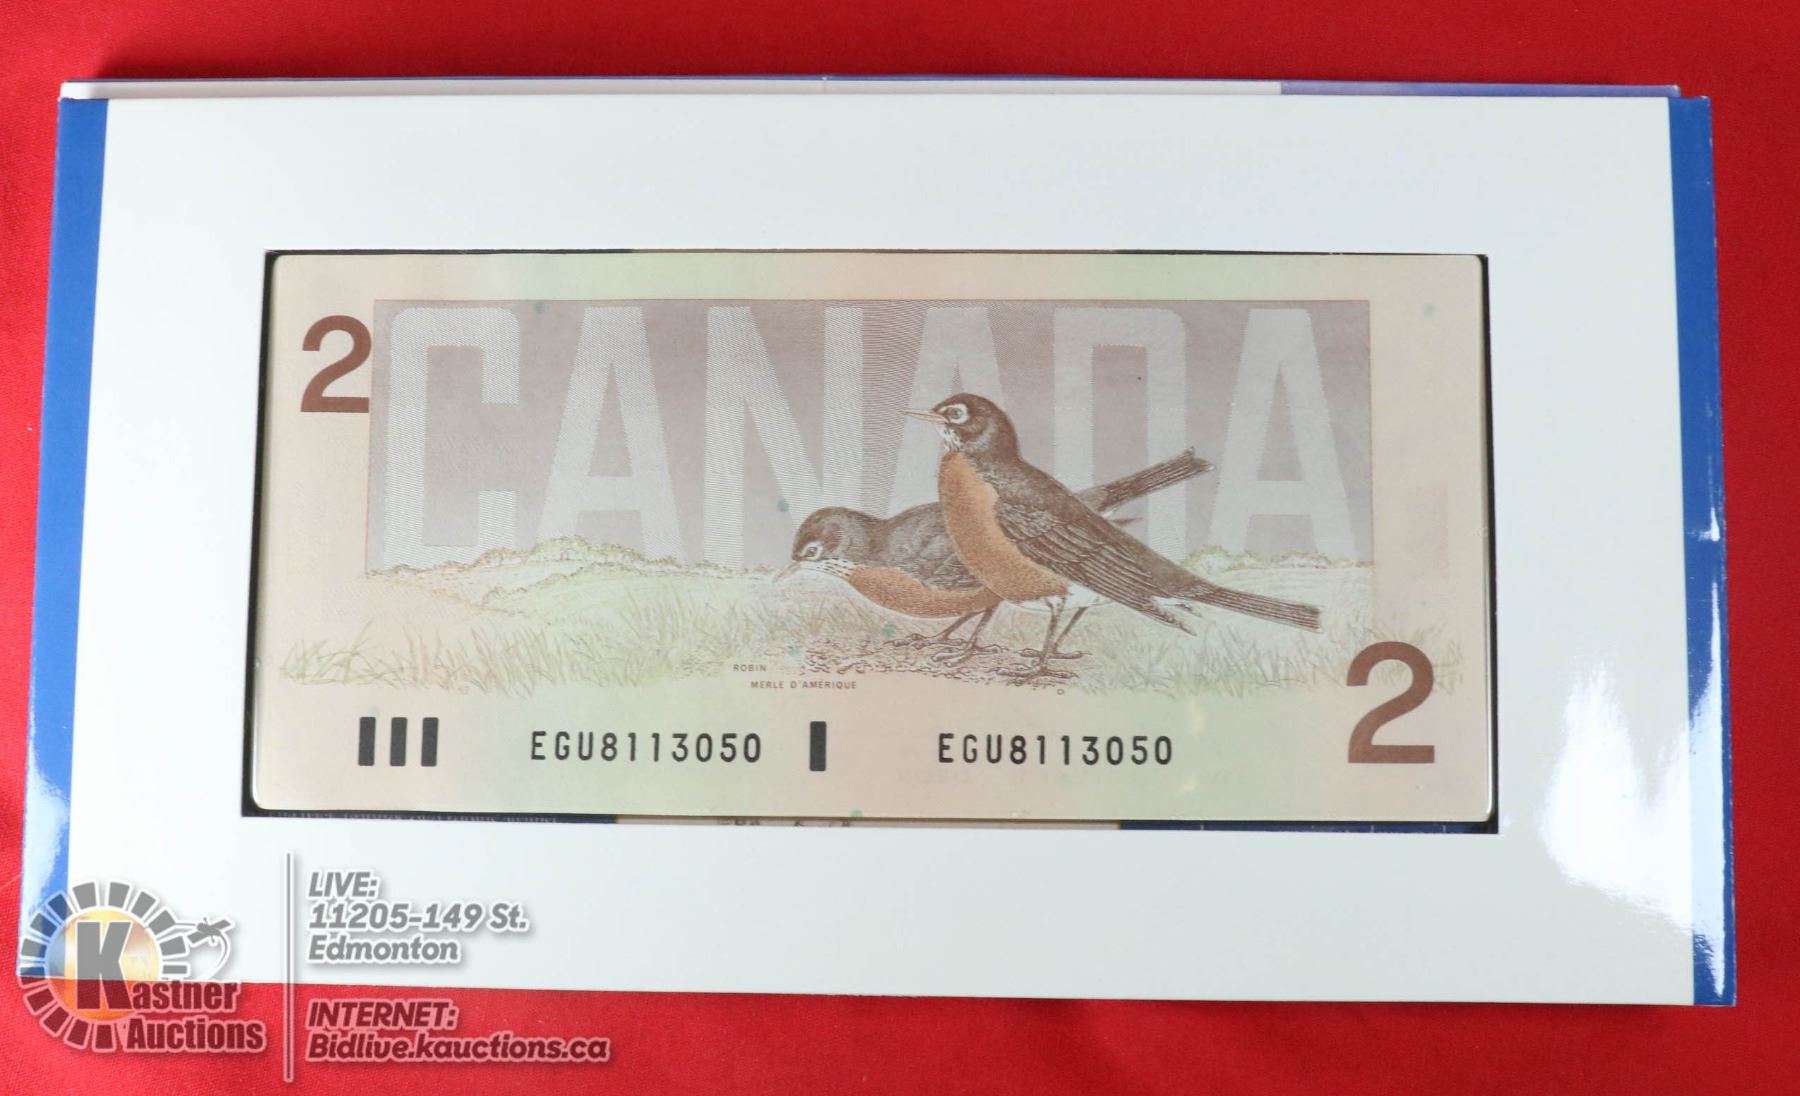 2
CANADA
ROBIN
MERLE D'AMÉRIQUE
EGU8113050
EGU8113050
2
Kastner
Auctions
LIVE:
11205-149 St.
Edmonton
INTERNET:
Bidlive.kauctions.ca